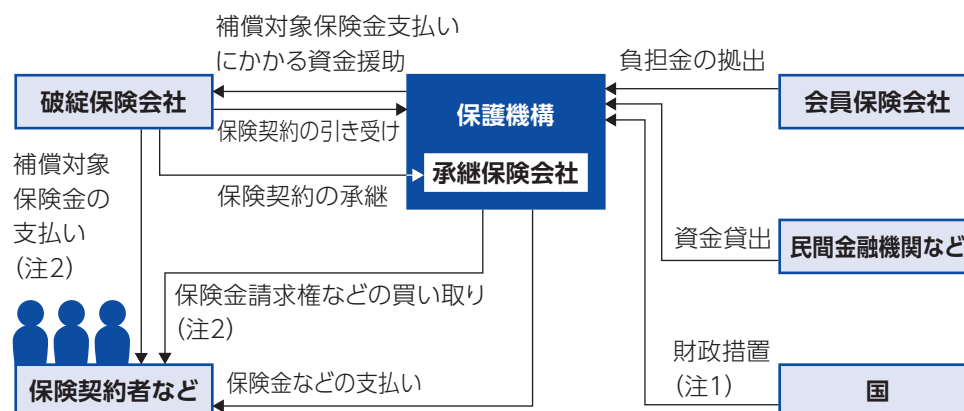 補償対象保険金支払い
にかかる資金援助
負担金の拠出
破綻保険会社
保護機構
会員保険会社
保険契約の引き受け
補償対象
保険金の
支払い
(注2)
承継保険会社
保険契約の承継
資金貸出
民間金融機関など
保険金請求権などの買い取り
(注2)
財政措置
(注1)
保険契約者など
保険金などの支払い
国